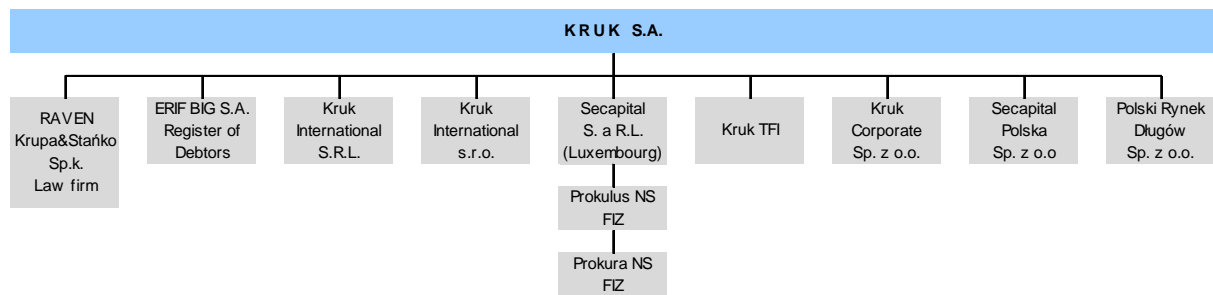 KRUK S.A.
RAVEN
Krupa&Stańko
Sp.k.
Law firm
ERIF BIG S.A.
Register of
Debtors
Kruk
International
S.R.L.
Kruk
International
s.r.o.
Secapital
S. a R.L.
(Luxembourg)
Kruk TFI
Kruk
Corporate
Sp. z o.o.
Secapital
Polska
Sp. z o.o
Polski Rynek
Długów
Sp. z o.o.
Prokulus NS
FIZ
Prokura NS
FIZ